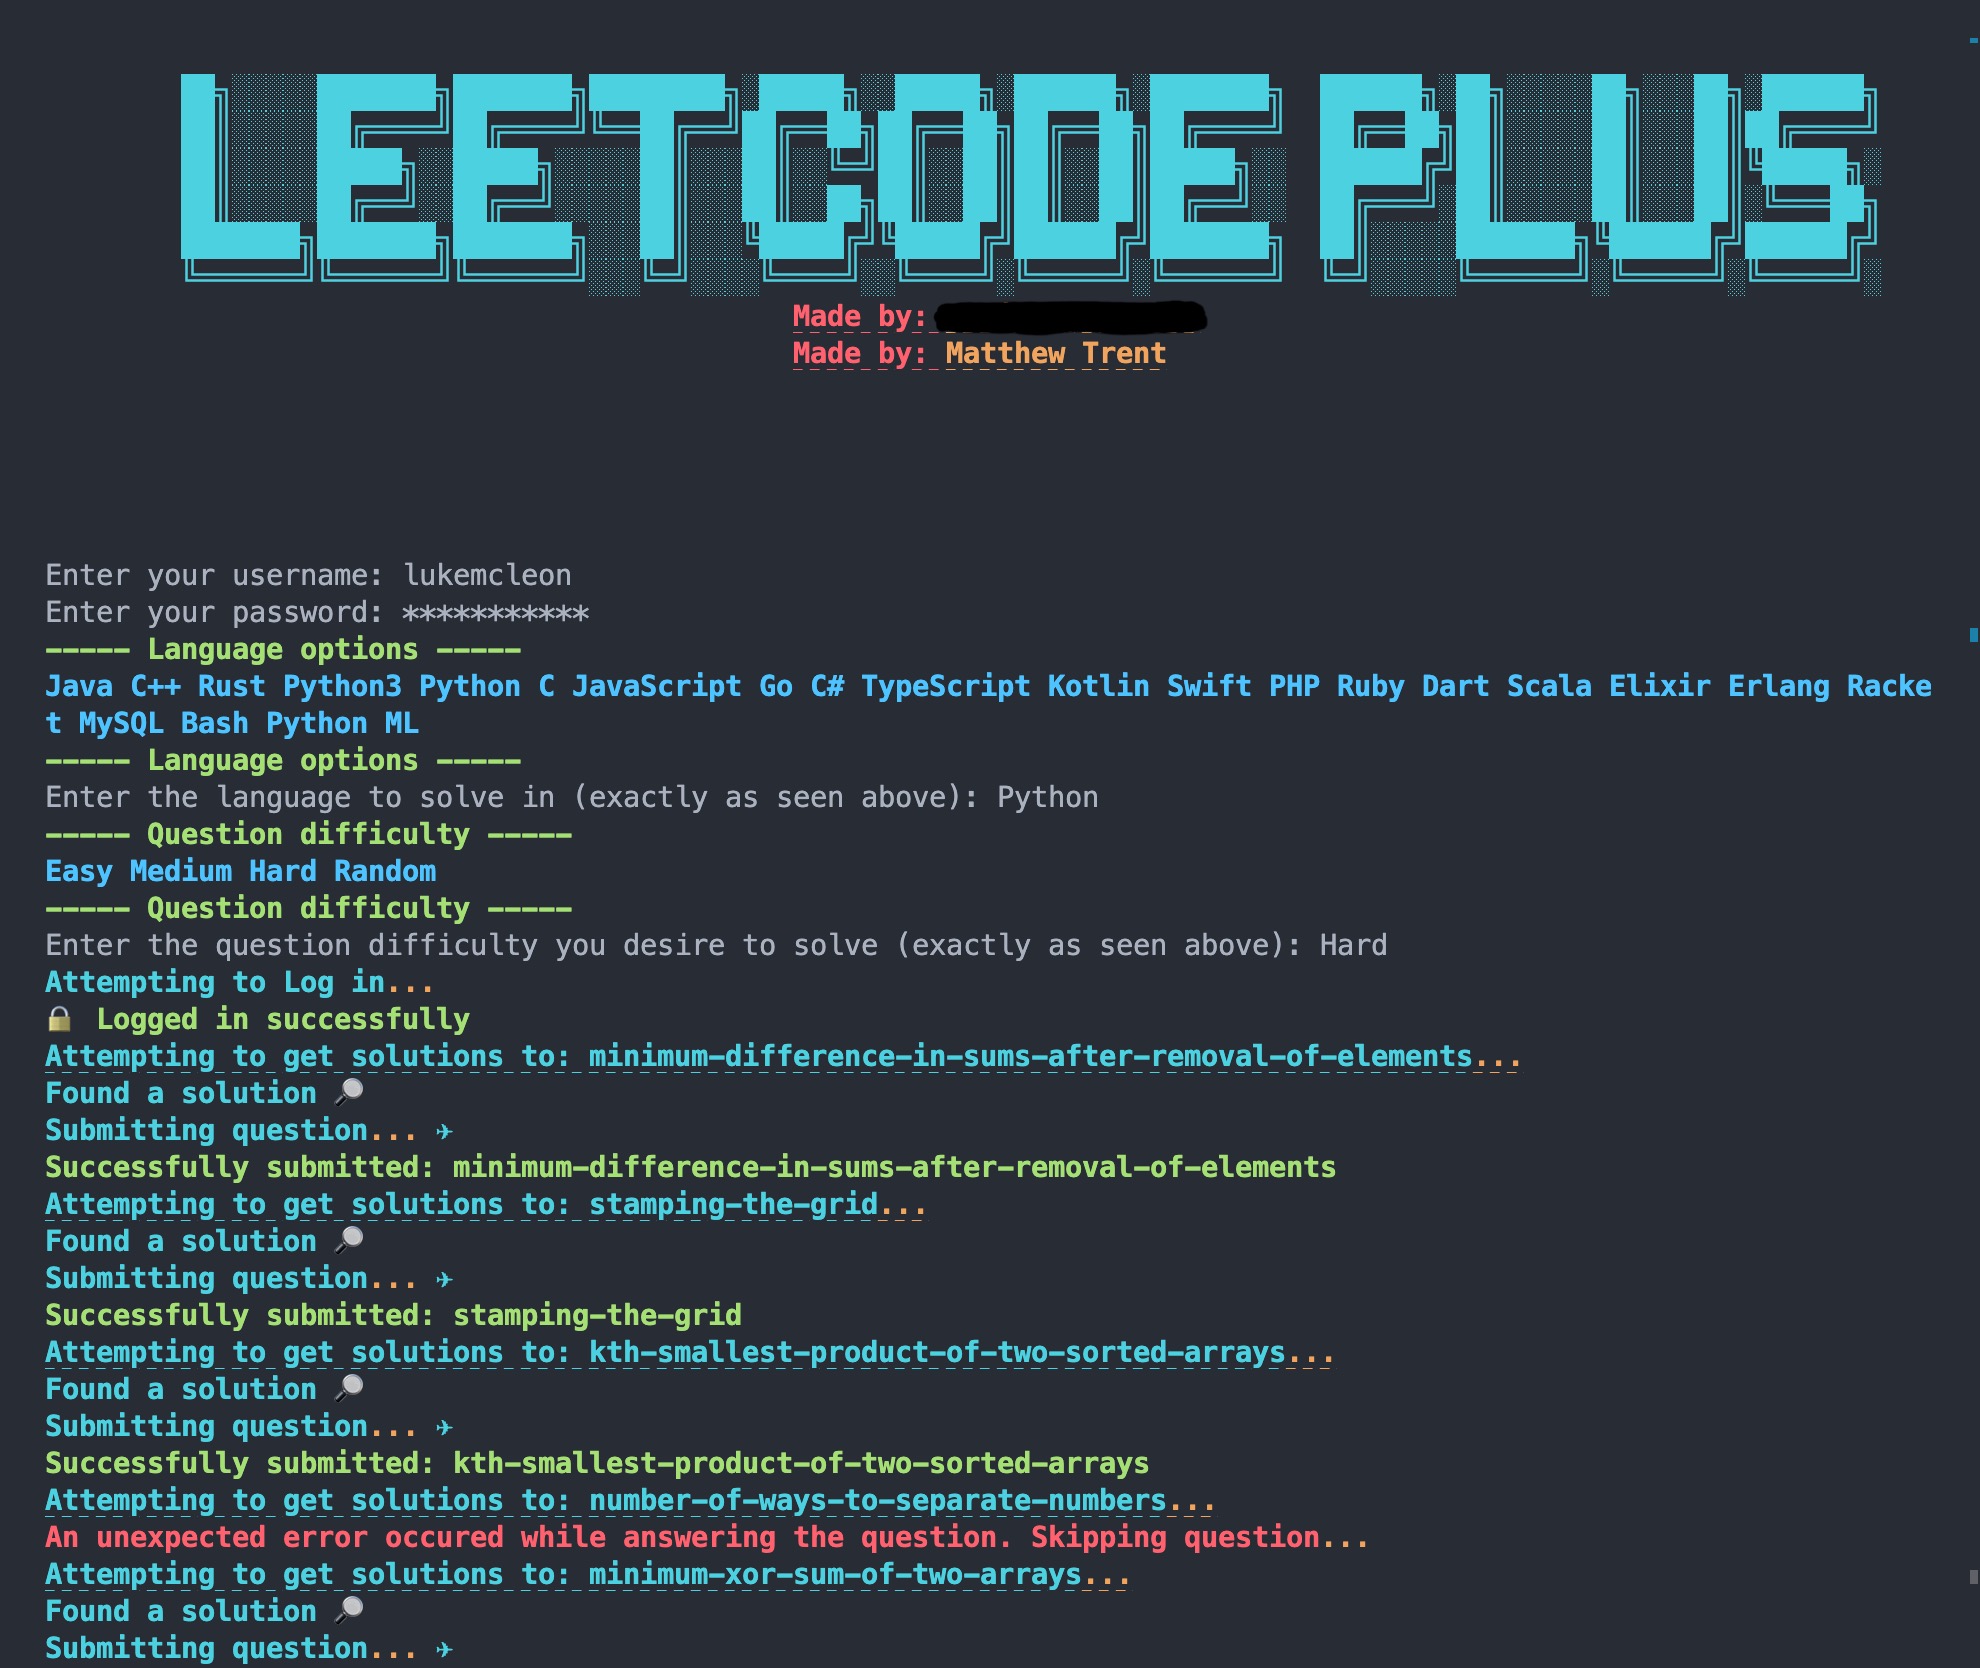 LEETCODE PLUS
Made by:
Made by: Matthew Trent
Enter your username: lukemcleon
Enter your password: ***********
----- Language options -----
Java C++ Rust Python3 Python C JavaScript Go C# TypeScript Kotlin Swift PHP Ruby Dart Scala Elixir Erlang Racke
t MySQL Bash Python ML
----- Language options -----
Enter the language to solve in (exactly as seen above): Python
----- Question difficulty -----
Easy Medium Hard Random
----- Question difficulty -----
Enter the question difficulty you desire to solve (exactly as seen above): Hard
Attempting to Log in...
🔒 Logged in successfully
Attempting to get solutions to: minimum-difference-in-sums-after-removal-of-elements...
Found a solution 🔎
Submitting question... ✈
Successfully submitted: minimum-difference-in-sums-after-removal-of-elements
Attempting to get solutions to: stamping-the-grid...
Found a solution 🔎
Submitting question... ✈
Successfully submitted: stamping-the-grid
Attempting to get solutions to: kth-smallest-product-of-two-sorted-arrays...
Found a solution 🔎
Submitting question... ✈
Successfully submitted: kth-smallest-product-of-two-sorted-arrays
Attempting to get solutions to: number-of-ways-to-separate-numbers...
An unexpected error occured while answering the question. Skipping question...
Attempting to get solutions to: minimum-xor-sum-of-two-arrays...
Found a solution 🔎
Submitting question... ✈